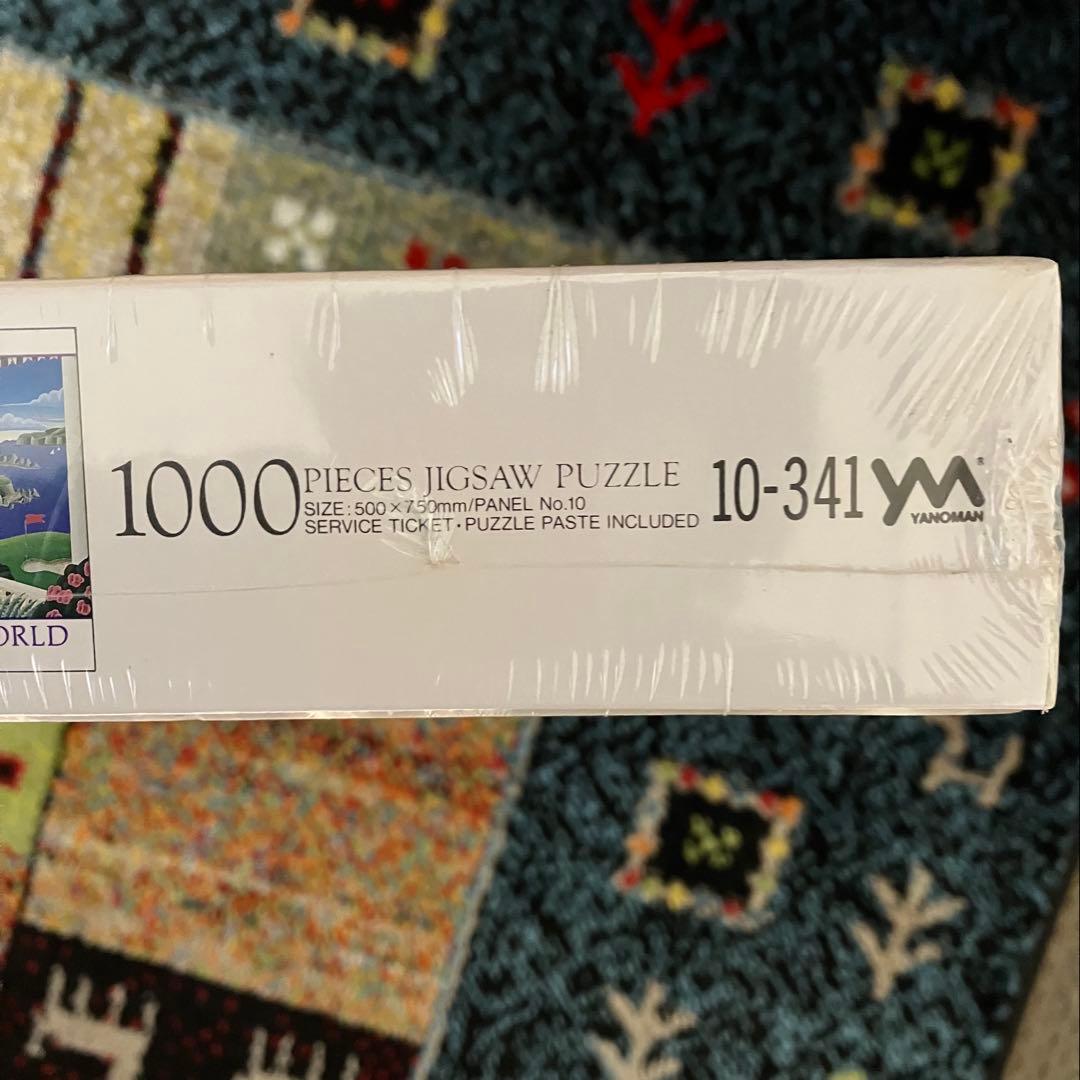 1000 PIECES JIGSAW PUZZLE
SIZE: 500×750mm/PANEL No.10
SERVICE TICKET・PUZZLE PASTE INCLUDED
10-341
YM®
YANOMAN
ORLD